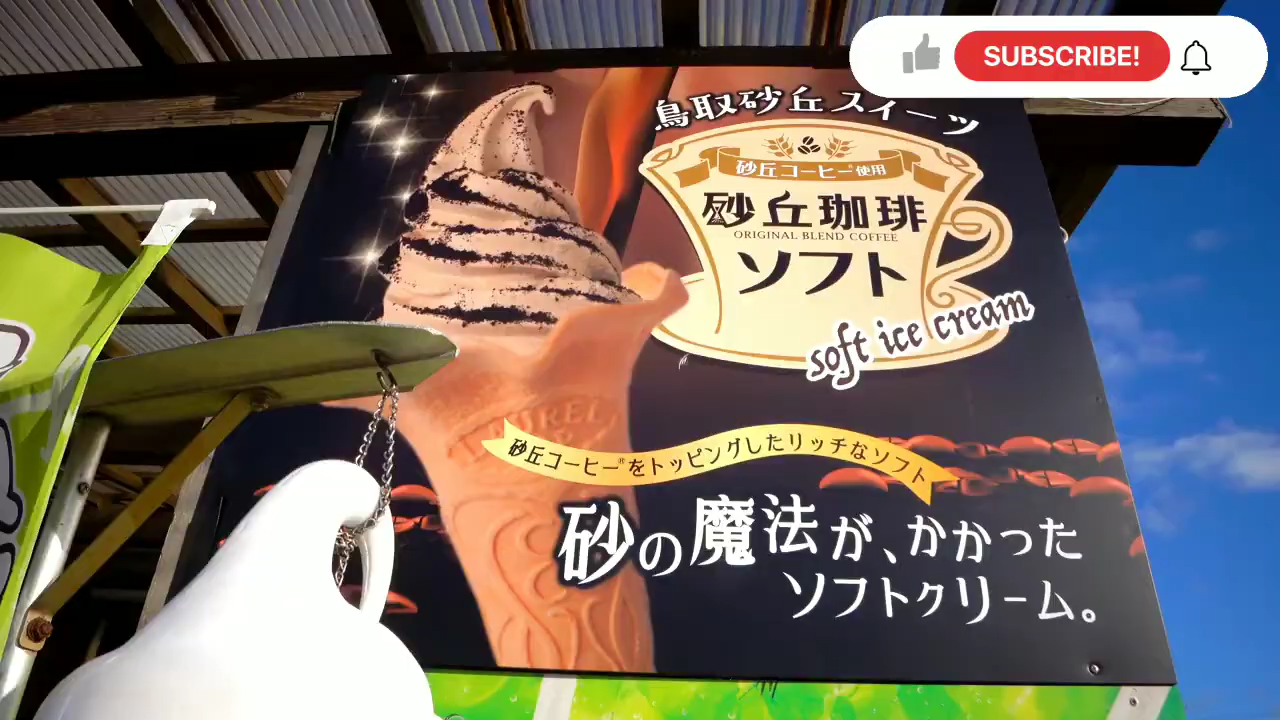 SUBSCRIBE!
鳥取砂丘スイーツ
砂丘コーヒー®使用
砂丘珈琲
ORIGINAL BLEND COFFEE
ソフト
soft ice cream
砂丘コーヒー®をトッピングしたリッチなソフト
砂の魔法が、かかった
ソフトクリーム。